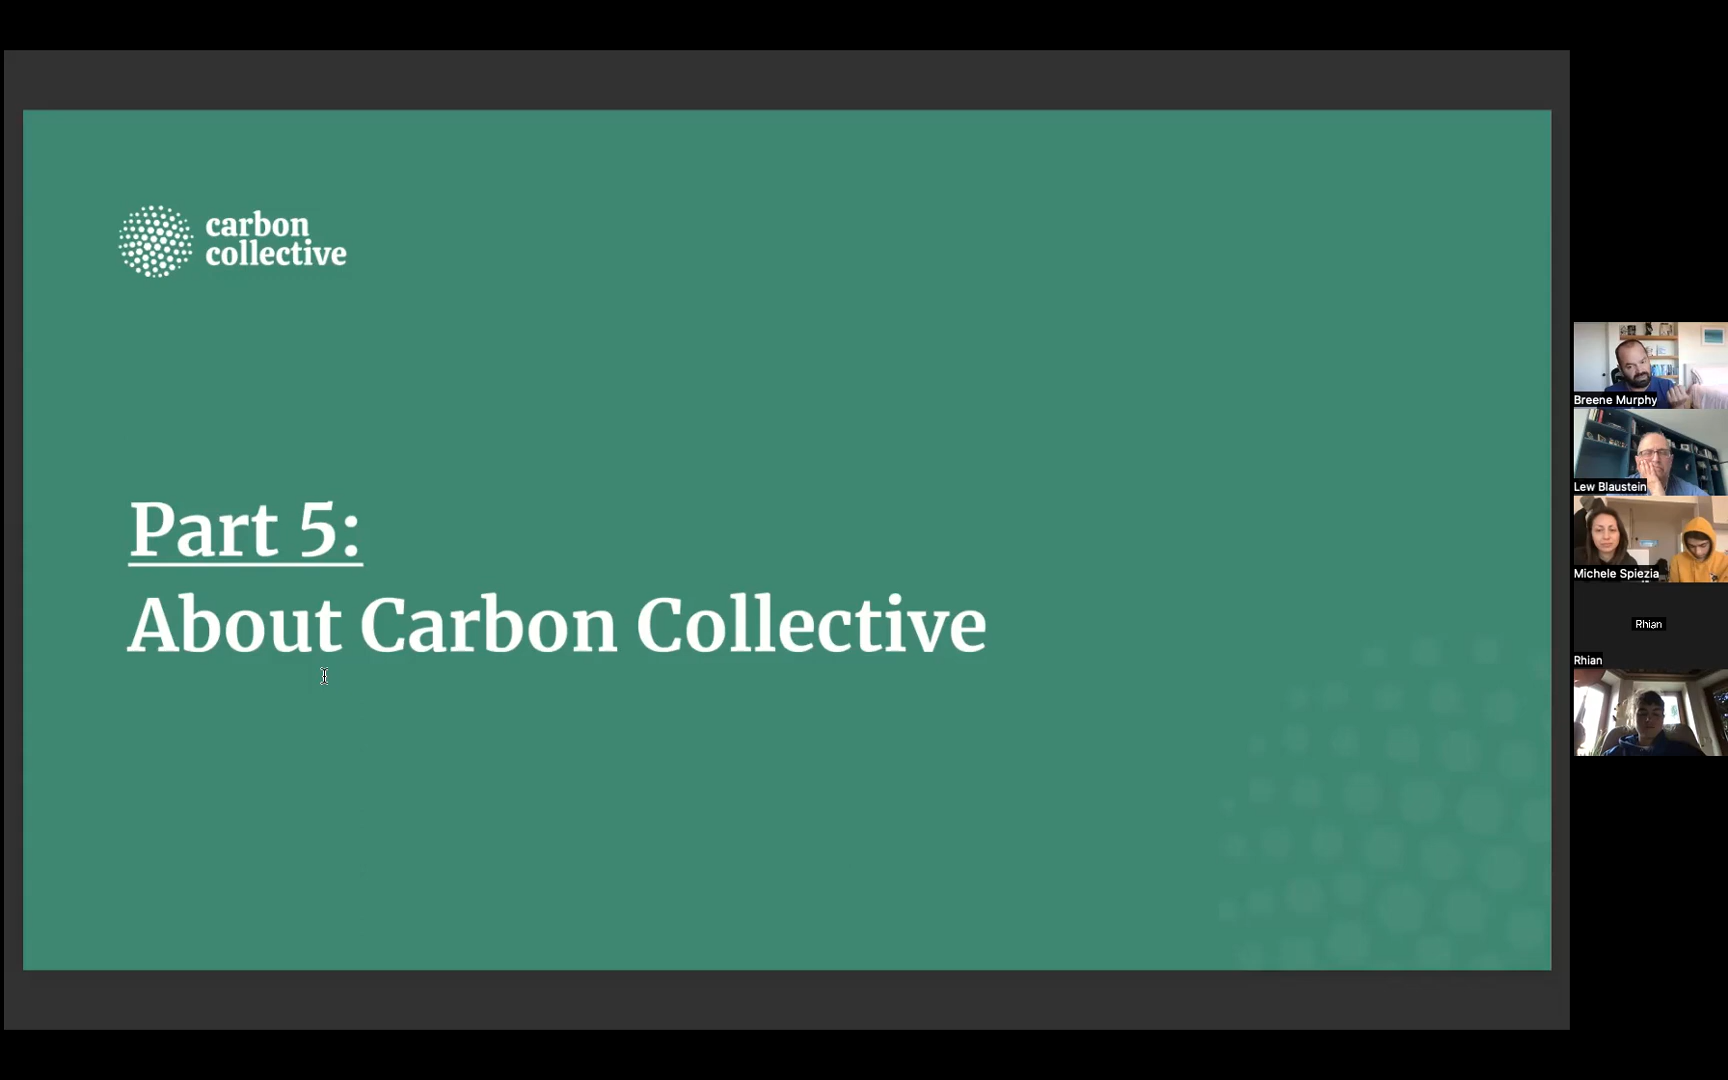 carbon
collective
Part 5:
About Carbon Collective
Breene Murphy
Lew Blaustein
Michele Spiezia
Rhian
Rhian